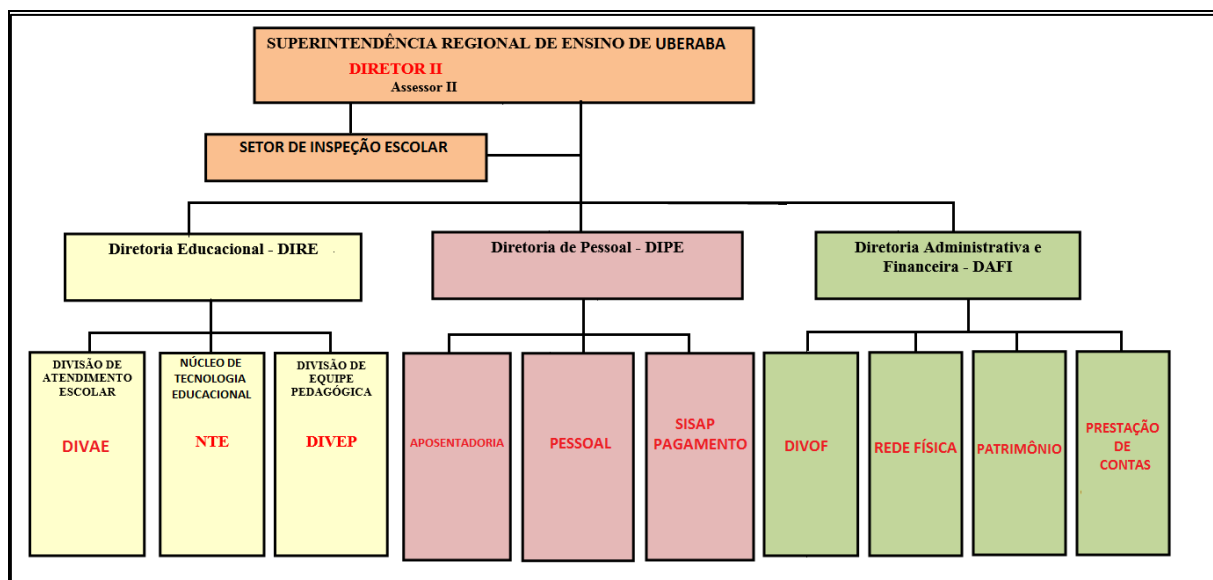 SUPERINTENDÊNCIA REGIONAL DE ENSINO DE UBERABA
DIRETOR II
Assessor II
SETOR DE INSPEÇÃO ESCOLAR
Diretoria Educacional - DIRE
Diretoria de Pessoal - DIPE
Diretoria Administrativa e
Financeira - DAFI
DIVISÃO DE
ATENDIMENTO
ESCOLAR
DIVAE
NÚCLEO DE
TECNOLOGIA
EDUCACIONAL
NTE
DIVISÃO DE
EQUIPE
PEDAGÓGICA
DIVEP
APOSENTADORIA
PESSOAL
SISAP
PAGAMENTO
DIVOF
REDE FÍSICA
PATRIMÔNIO
PRESTAÇÃO
DE
CONTAS